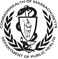 COMMONWEALTH OF MASSACHUSETTS
DEPARTMENT OF PUBLIC HEALTH